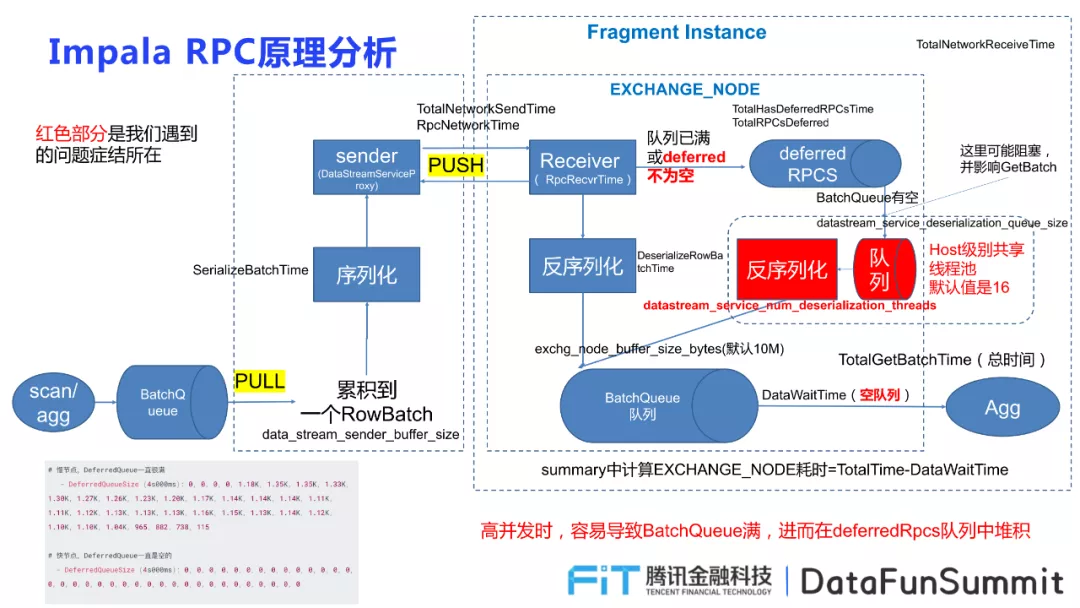 Impala RPC原理分析
红色部分是我们遇到
的问题症结所在
Fragment Instance
TotalNetworkReceiveTime
EXCHANGE_NODE
TotalNetworkSendTime
RpcNetworkTime
TotalHasDeferredRPCsTime
TotalRPCsDeferred
sender
(DataStreamServiceP
roxy)
PUSH
Receiver
( RpcRecvrTime)
队列已满
或deferred
不为空
deferred
RPCS
这里可能阻塞，
并影响GetBatch
BatchQueue有空
datastream_service_deserialization_queue_size
SerializeBatchTime
序列化
反序列化
DeserializeRowBa
tchTime
反序列化
队
列
Host级别共享
线程池
默认值是16
datastream_service_num_deserialization_threads
exchg_node_buffer_size_bytes(默认10M)
TotalGetBatchTime（总时间）
scan/
agg
BatchQ
ueue
PULL
累积到
一个RowBatch
data_stream_sender_buffer_size
BatchQueue
队列
DataWaitTime（空队列）
Agg
summary中计算EXCHANGE_NODE耗时=TotalTime-DataWaitTime
# 慢节点，DeferredQueue一直很满
- DeferredQueueSize (4s000ms): 0, 0, 0, 0, 1.18K, 1.35K, 1.35K, 1.33K,
1.30K, 1.27K, 1.26K, 1.23K, 1.20K, 1.17K, 1.14K, 1.14K, 1.14K, 1.11K,
1.11K, 1.12K, 1.13K, 1.13K, 1.13K, 1.16K, 1.15K, 1.13K, 1.14K, 1.12K,
1.10K, 1.10K, 1.04K, 965, 882, 738, 115
# 快节点，DeferredQueue一直是空的
- DeferredQueueSize (4s000ms): 0, 0, 0, 0, 0, 0, 0, 0, 0, 0, 0, 0, 0, 0,
0, 0, 0, 0, 0, 0, 0, 0, 0, 0, 0, 0, 0, 0, 0, 0, 0, 0, 0, 0, 0
高并发时，容易导致BatchQueue满，进而在deferredRpcs队列中堆积
FiT 腾讯金融科技 DataFunSummit
TENCENT FINANCIAL TECHNOLOGY